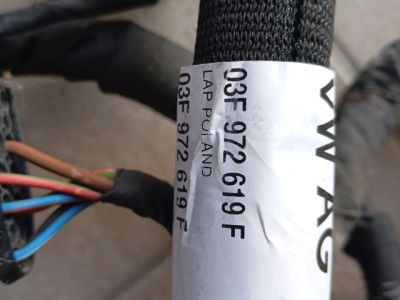 VW AG
03F 972 619 F
LAP POLAND
03F 972 619 F